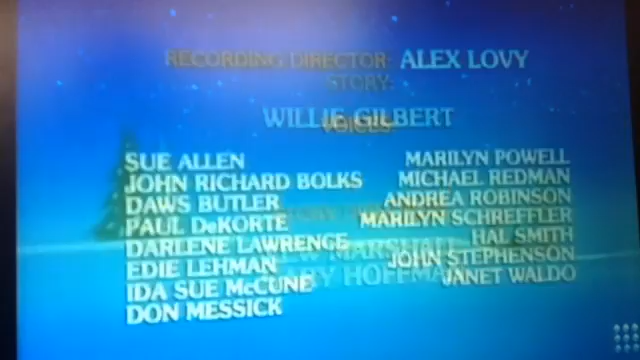 RECORDING DIRECTOR: ALEX LOVY
STORY:
WILLIE GILBERT
VOICES
SUE ALLEN
JOHN RICHARD BOLKS
DAWS BUTLER
PAUL DeKORTE
DARLENE LAWRENCE
EDIE LEHMAN
IDA SUE McCUNE
DON MESSICK
MARILYN POWELL
MICHAEL REDMAN
ANDREA ROBINSON
MARILYN SCHREFFLER
HAL SMITH
JOHN STEPHENSON
JANET WALDO
MARSHALL
HOFFMAN